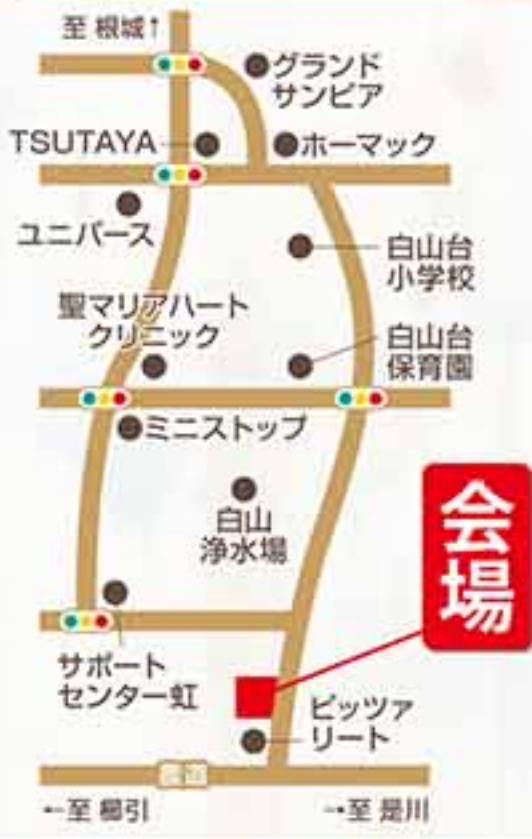 至 根城↑
グランド
サンピア
TSUTAYA
ホーマック
ユニバース
白山台
小学校
聖マリアハート
クリニック
白山台
保育園
ミニストップ
白山
浄水場
会場
サポート
センター虹
ピッツァ
リート
←至 櫛引
→至 是川